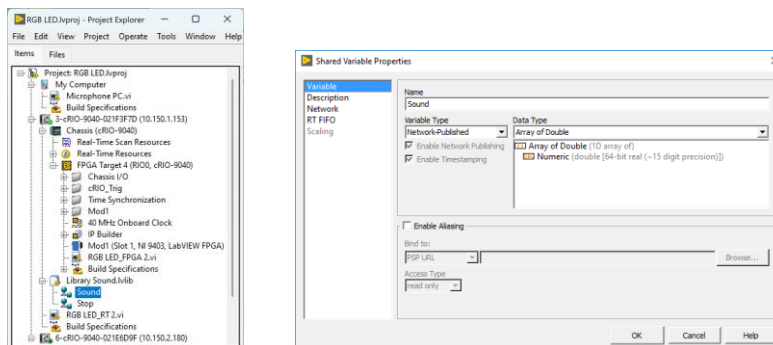 RGB LED.lvproj - Project Explorer
File Edit View Project Operate Tools Window Help
Items Files
Project: RGB LED.lvproj
My Computer
Microphone PC.vi
Build Specifications
3-cRIO-9040-021F3F7D (10.150.1.153)
Chassis (cRIO-9040)
Real-Time Scan Resources
Real-Time Resources
FPGA Target 4 (RIO0, cRIO-9040)
Chassis I/O
cRIO_Trig
Time Synchronization
Mod1
40 MHz Onboard Clock
IP Builder
Mod1 (Slot 1, NI 9403, LabVIEW FPGA)
RGB LED_FPGA 2.vi
Build Specifications
Library Sound.lvlib
Sound
Stop
RGB LED_RT 2.vi
Build Specifications
6-cRIO-9040-021E6D9F (10.150.2.180)
Shared Variable Properties
Variable
Description
Network
RT FIFO
Scaling
Name
Sound
Variable Type
Data Type
Network-Published
Array of Double
Enable Network Publishing
Enable Timestamping
Array of Double (1D array of)
Numeric (double [64-bit real (~15 digit precision)])
Enable Aliasing
Bind to:
PSP URL
Browse...
Access Type
read only
OK Cancel Help